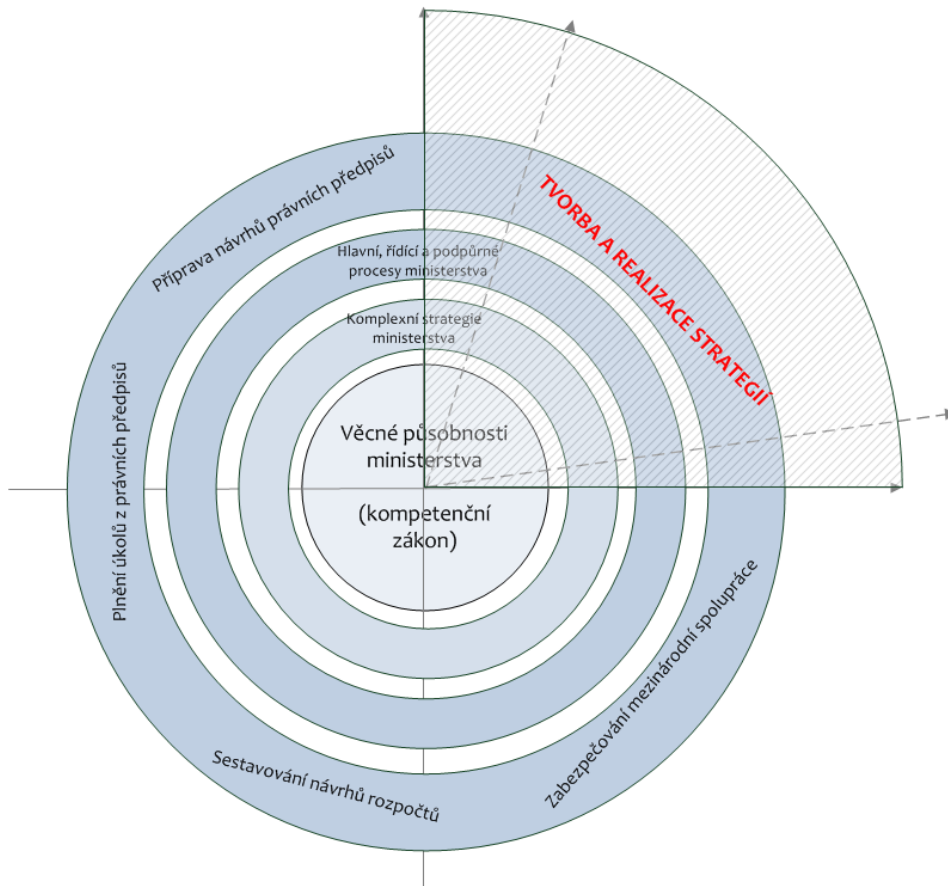 Příprava návrhů právních předpisů
TVORBA A REALIZACE STRATEGIÍ
Hlavní, řídící a podpůrné
procesy ministerstva
Komplexní strategie
ministerstva
Věcné působnosti
ministerstva
(kompetenční
zákon)
Plnění úkolů z právních předpisů
Zabezpečování mezinárodní spolupráce
Sestavování návrhů rozpočtů